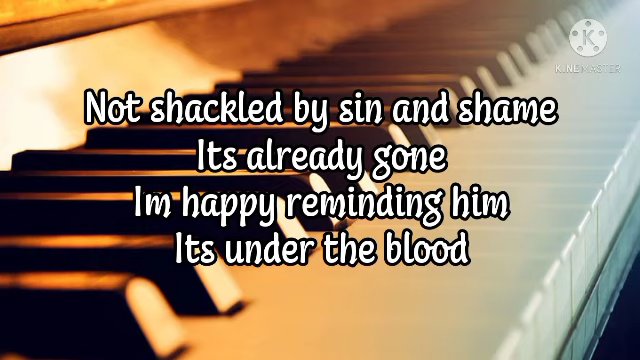 KINEMASTER
Not shackled by sin and shame
Its already gone
Im happy reminding him
Its under the blood